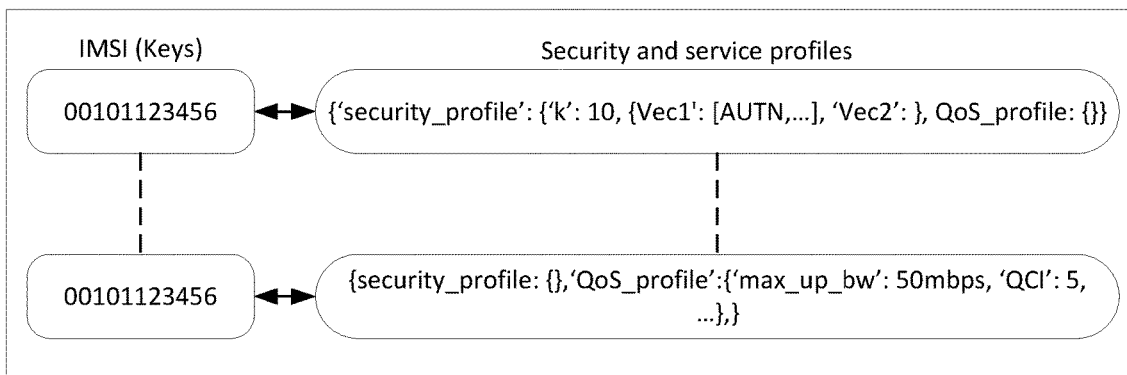 IMSI (Keys)
Security and service profiles
00101123456
{‘security_profile’: {‘k’: 10, {Vec1': [AUTN,...], ‘Vec2’: }, QoS_profile: {}}
00101123456
{security_profile: {},‘QoS_profile’:{‘max_up_bw’: 50mbps, ‘QCI’: 5,
...},}